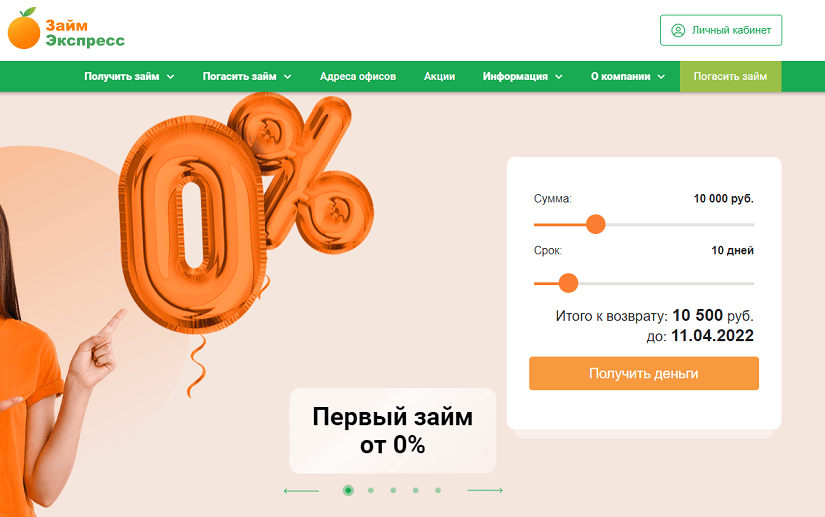 Займ
Экспресс
Личный кабинет
Получить займ
Погасить займ
Адреса офисов
Акции
Информация
О компании
Погасить займ
0%
Сумма:
10 000 руб.
Срок:
10 дней
Итого к возврату: 10 500 руб.
до: 11.04.2022
Получить деньги
Первый займ
от 0%